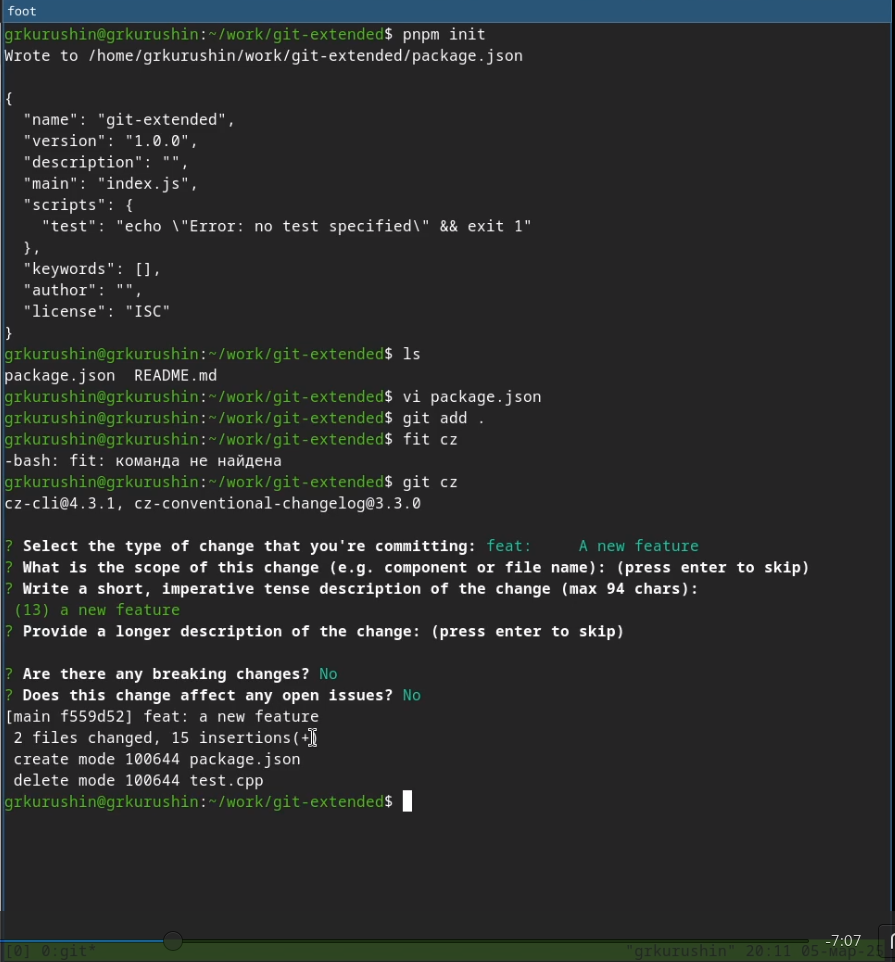 foot
grkurushin@grkurushin:~/work/git-extended$ pnpm init
Wrote to /home/grkurushin/work/git-extended/package.json
{
  "name": "git-extended",
  "version": "1.0.0",
  "description": "",
  "main": "index.js",
  "scripts": {
    "test": "echo \"Error: no test specified\" && exit 1"
  },
  "keywords": [],
  "author": "",
  "license": "ISC"
}
grkurushin@grkurushin:~/work/git-extended$ ls
package.json  README.md
grkurushin@grkurushin:~/work/git-extended$ vi package.json
grkurushin@grkurushin:~/work/git-extended$ git add .
grkurushin@grkurushin:~/work/git-extended$ fit cz
-bash: fit: команда не найдена
grkurushin@grkurushin:~/work/git-extended$ git cz
cz-cli@4.3.1, cz-conventional-changelog@3.3.0
? Select the type of change that you're committing: feat:     A new feature
? What is the scope of this change (e.g. component or file name): (press enter to skip)
? Write a short, imperative tense description of the change (max 94 chars):
 (13) a new feature
? Provide a longer description of the change: (press enter to skip)
? Are there any breaking changes? No
? Does this change affect any open issues? No
[main f559d52] feat: a new feature
 2 files changed, 15 insertions(+)
 create mode 100644 package.json
 delete mode 100644 test.cpp
grkurushin@grkurushin:~/work/git-extended$
-7:07
[0] 0:git* "grkurushin" 20:11 05-мар-25